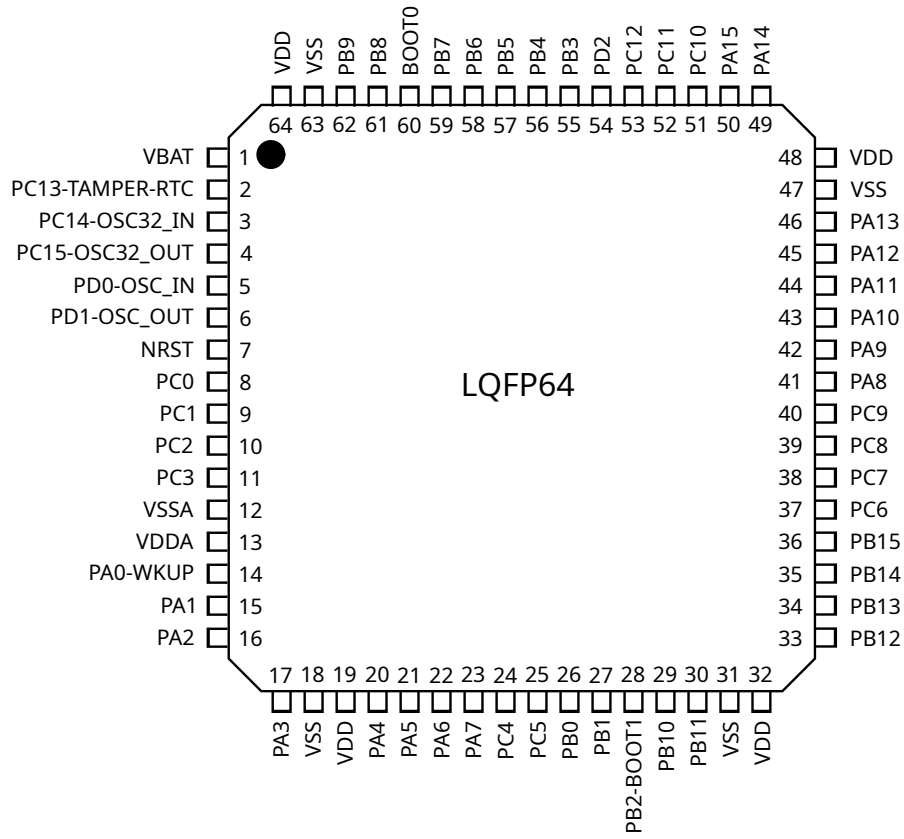 VDD VSS PB9 PB8 BOOT0 PB7 PB6 PB5 PB4 PB3 PD2 PC12 PC11 PC10 PA15 PA14
64 63 62 61 60 59 58 57 56 55 54 53 52 51 50 49
VBAT 1 48 VDD
PC13-TAMPER-RTC 2 47 VSS
PC14-OSC32_IN 3 46 PA13
PC15-OSC32_OUT 4 45 PA12
PD0-OSC_IN 5 44 PA11
PD1-OSC_OUT 6 43 PA10
NRST 7 42 PA9
PC0 8 41 PA8
LQFP64
PC1 9 40 PC9
PC2 10 39 PC8
PC3 11 38 PC7
VSSA 12 37 PC6
VDDA 13 36 PB15
PA0-WKUP 14 35 PB14
PA1 15 34 PB13
PA2 16 33 PB12
17 18 19 20 21 22 23 24 25 26 27 28 29 30 31 32
PA3 VSS VDD PA4 PA5 PA6 PA7 PC4 PC5 PB0 PB1 PB2-BOOT1 PB10 PB11 VSS VDD